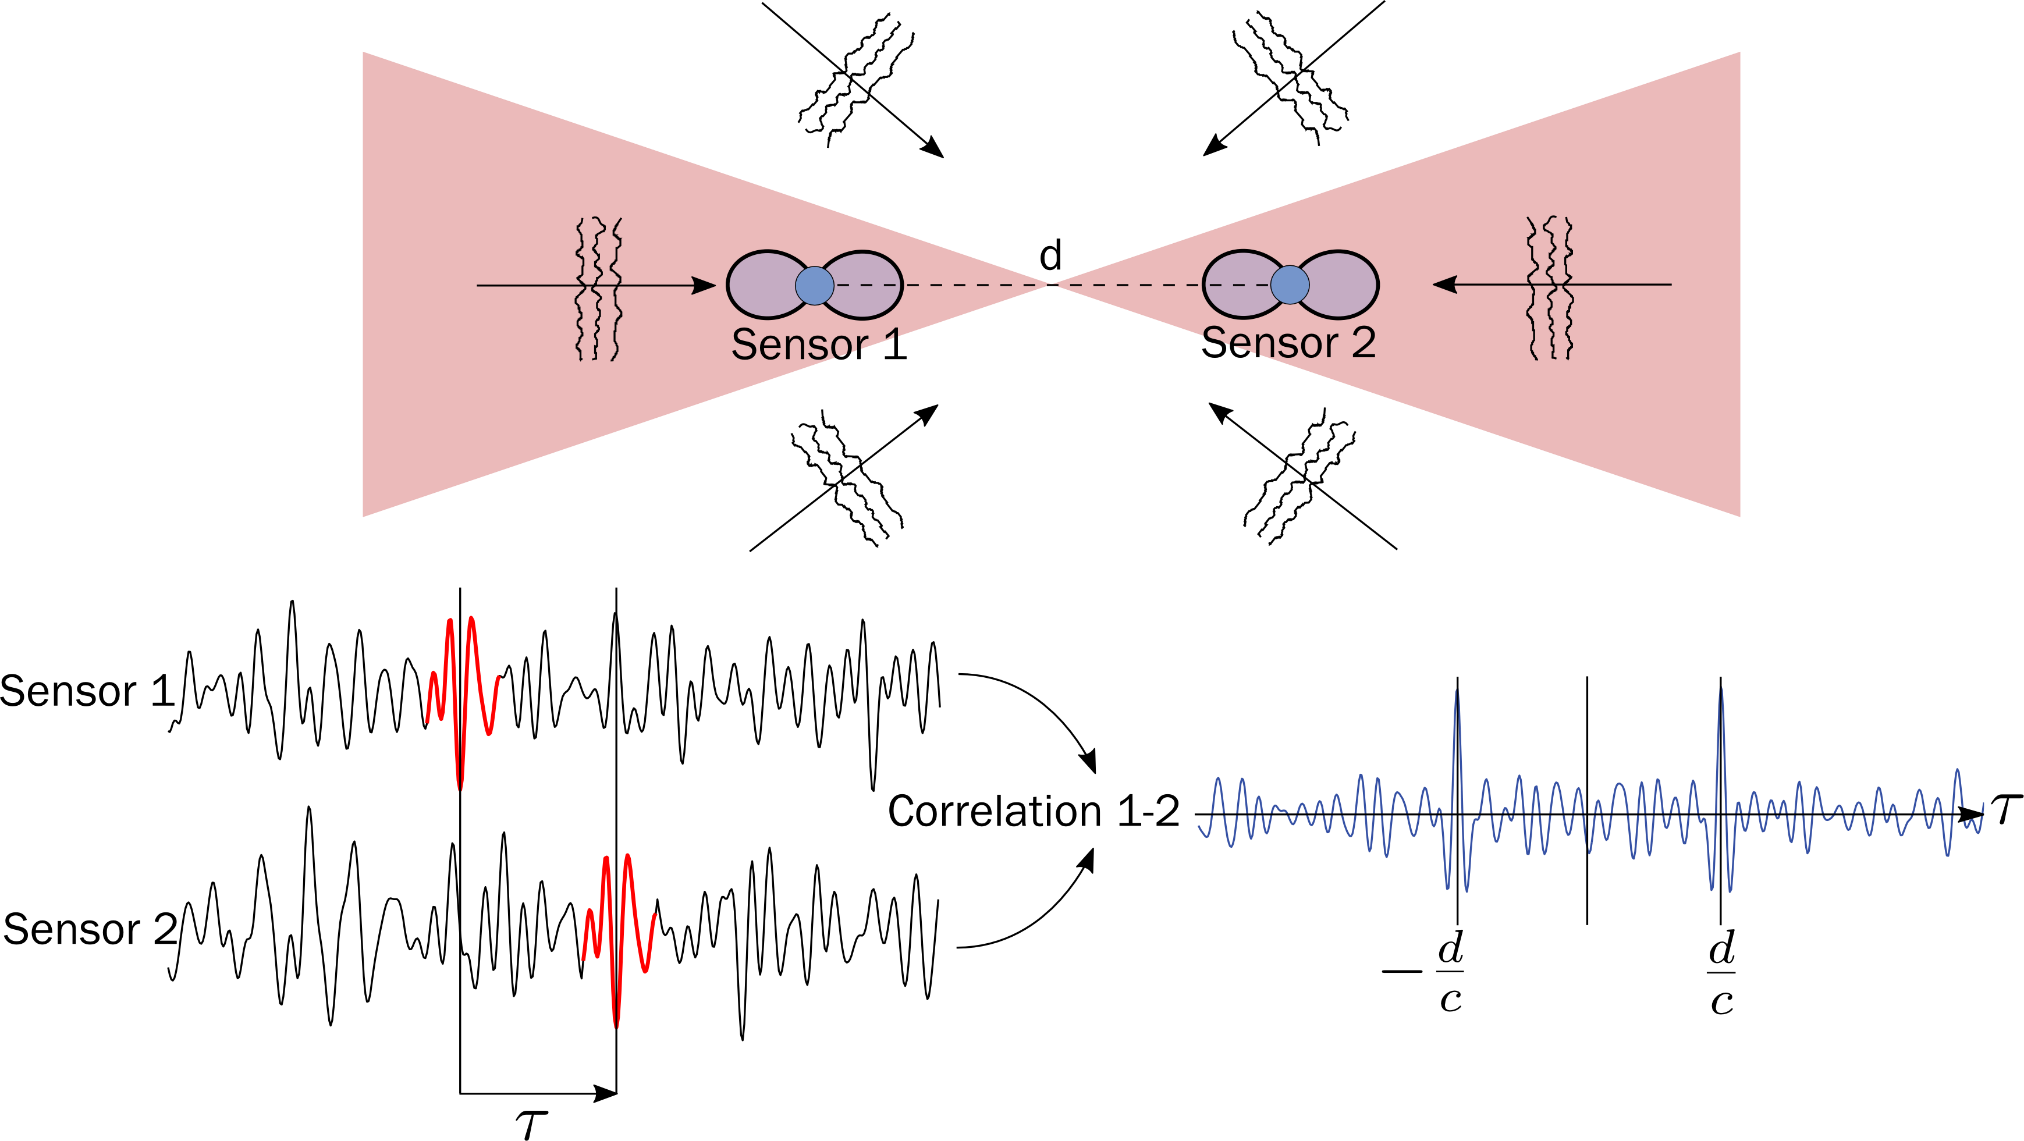 d
Sensor 1
Sensor 2
Sensor 1
Correlation 1-2
τ
Sensor 2
−d/c
d/c
τ